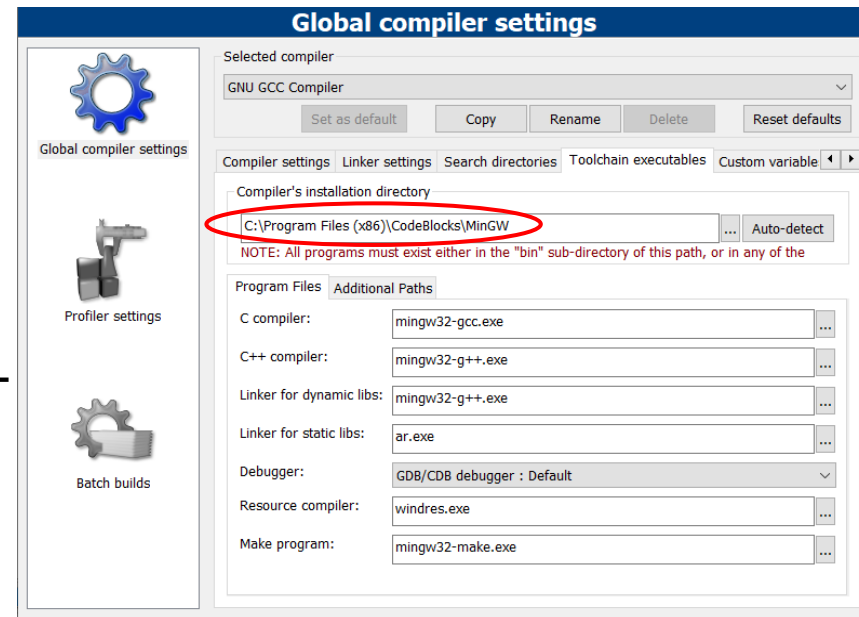 Global compiler settings
Global compiler settings
Profiler settings
Batch builds
Selected compiler
GNU GCC Compiler
Set as default Copy Rename Delete Reset defaults
Compiler settings Linker settings Search directories Toolchain executables Custom variable
Compiler's installation directory
C:\Program Files (x86)\CodeBlocks\MinGW ... Auto-detect
NOTE: All programs must exist either in the "bin" sub-directory of this path, or in any of the
Program Files Additional Paths
C compiler: mingw32-gcc.exe ...
C++ compiler: mingw32-g++.exe ...
Linker for dynamic libs: mingw32-g++.exe ...
Linker for static libs: ar.exe ...
Debugger: GDB/CDB debugger : Default
Resource compiler: windres.exe ...
Make program: mingw32-make.exe ...